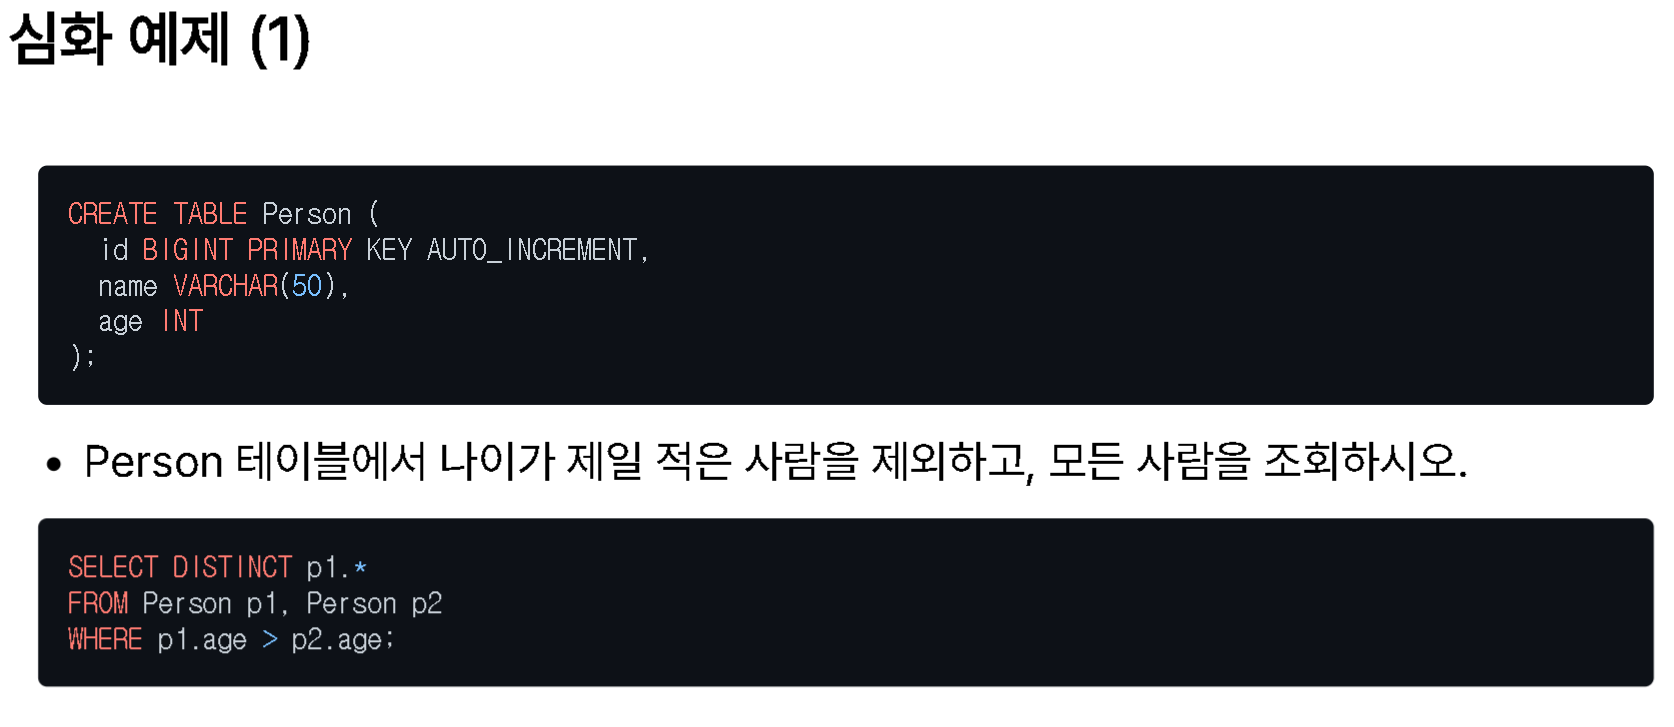 심화 예제 (1)
CREATE TABLE Person (
  id BIGINT PRIMARY KEY AUTO_INCREMENT,
  name VARCHAR(50),
  age INT
);
• Person 테이블에서 나이가 제일 적은 사람을 제외하고, 모든 사람을 조회하시오.
SELECT DISTINCT p1.*
FROM Person p1, Person p2
WHERE p1.age > p2.age;